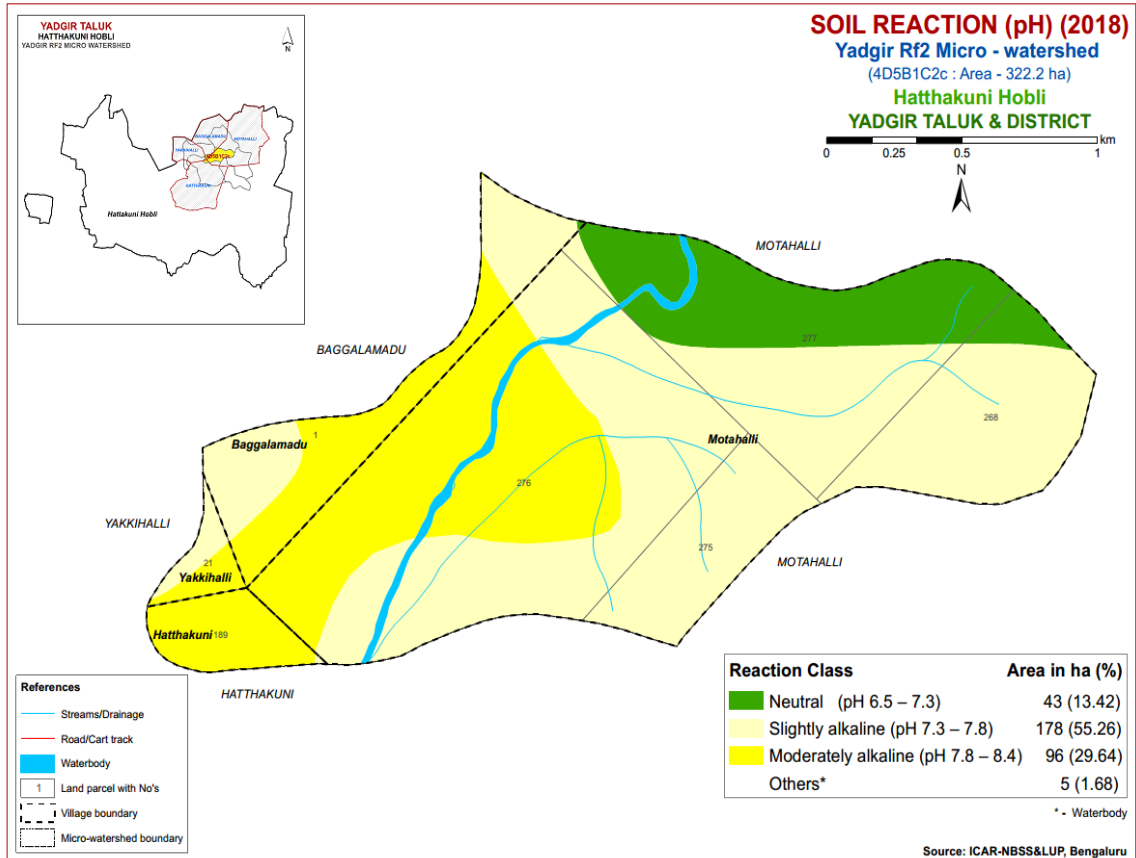 YADGIR TALUK
HATTHAKUNI HOBLI
YADGIR RF2 MICRO WATERSHED
N
BAGGALAMADU
MOTAHALLI
YAKKIHALLI
4D5B1C2c
HATTHAKUNI
Hattakuni Hobli
SOIL REACTION (pH) (2018)
Yadgir Rf2 Micro - watershed
(4D5B1C2c : Area - 322.2 ha)
Hatthakuni Hobli
YADGIR TALUK & DISTRICT
km
0 0.25 0.5 1
N
MOTAHALLI
BAGGALAMADU
277
268
Baggalamadu 1
Motahalli
276
YAKKIHALLI
275
MOTAHALLI
21
Yakkihalli
Hatthakuni 189
HATTHAKUNI
References
Streams/Drainage
Road/Cart track
Waterbody
1 Land parcel with No's
Village boundary
Micro-watershed boundary
Reaction Class Area in ha (%)
Neutral (pH 6.5 – 7.3) 43 (13.42)
Slightly alkaline (pH 7.3 – 7.8) 178 (55.26)
Moderately alkaline (pH 7.8 – 8.4) 96 (29.64)
Others* 5 (1.68)
* - Waterbody
Source: ICAR-NBSS&LUP, Bengaluru